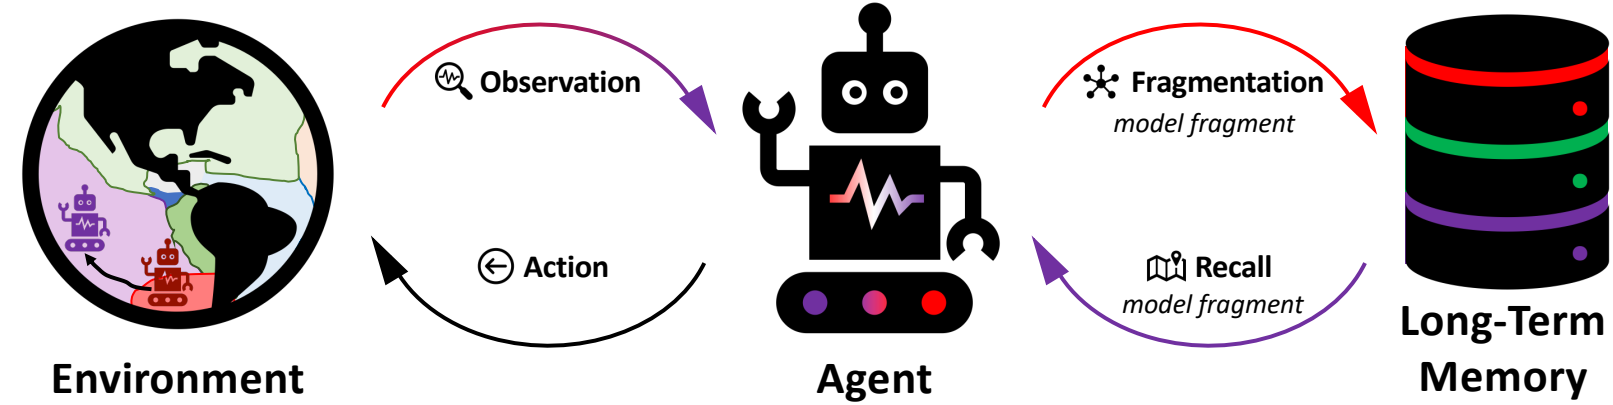 Observation
Fragmentation
model fragment
Action
Recall
model fragment
Environment
Agent
Long-Term
Memory